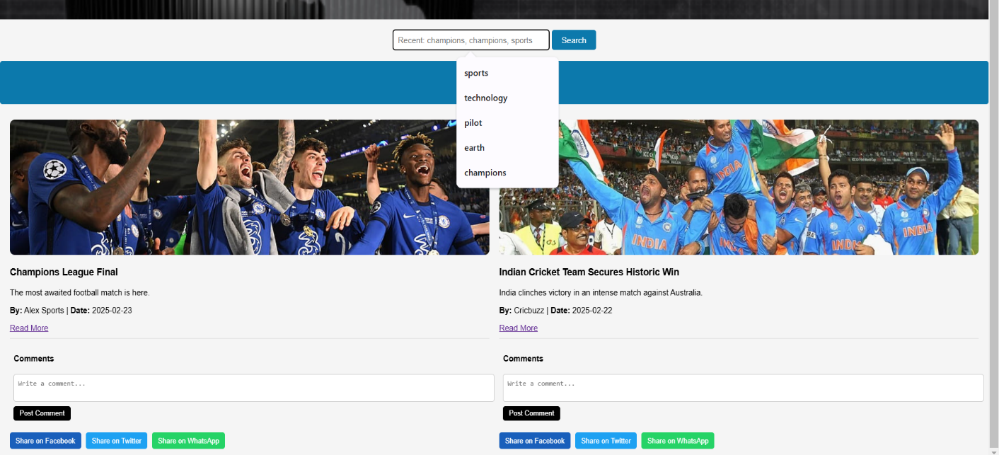 Recent: champions, champions, sports
Search
sports
technology
pilot
earth
champions
INDIA
INDIA
INDIA
INDIA
INDIA
Champions League Final
The most awaited football match is here.
By: Alex Sports | Date: 2025-02-23
Read More
Comments
Write a comment...
Post Comment
Share on Facebook
Share on Twitter
Share on WhatsApp
Indian Cricket Team Secures Historic Win
India clinches victory in an intense match against Australia.
By: Cricbuzz | Date: 2025-02-22
Read More
Comments
Write a comment...
Post Comment
Share on Facebook
Share on Twitter
Share on WhatsApp